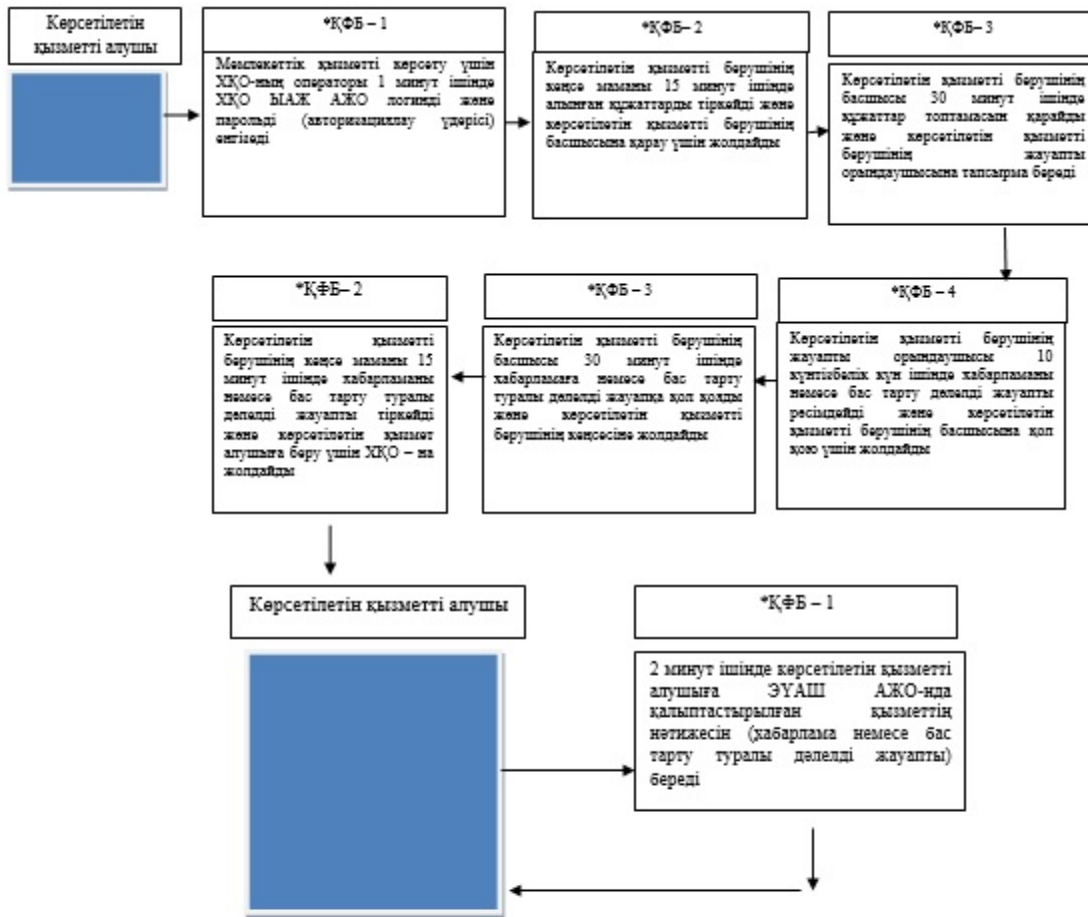 Көрсетілетін
қызметті алушы
*ҚФБ – 1
Мемлекеттік қызметті көрсету үшін
ХҚО-ның операторы 1 минут ішінде
ХҚО ЫАЖ АЖО логинді және
парольді (авторизациялау үдерісі)
енгізеді
*ҚФБ– 2
Көрсетілетін қызметті берушінің
кеңсе маманы 15 минут ішінде
алынған құжаттарды тіркейді және
көрсетілетін қызметті берушінің
басшысына қарау үшін жолдайды
*ҚФБ– 3
Көрсетілетін қызметті берушінің
басшысы 30 минут ішінде
құжаттар топтамасын қарайды
және көрсетілетін қызметті
берушінің жауапты
орындаушысына тапсырма береді
*ҚФБ– 2
Көрсетілетін қызметті
берушінің кеңсе маманы 15
минут ішінде хабарламаны
немесе бас тарту туралы
дәлелді жауапты тіркейді
және көрсетілетін қызмет
алушыға беру үшін ХҚО – на
жолдайды
*ҚФБ – 3
Көрсетілетін қызметті берушінің
басшысы 30 минут ішінде
хабарламаға немесе бас тарту
туралы дәлелді жауапқа қол қояды
және көрсетілетін қызметті
берушінің кеңсесіне жолдайды
*ҚФБ – 4
Көрсетілетін қызметті берушінің
жауапты орындаушысы 10
күнтізбелік күн ішінде хабарламаны
немесе бас тарту дәлелді жауапты
ресімдейді және көрсетілетін
қызметті берушінің басшысына қол
қою үшін жолдайды
Көрсетілетін қызметті алушы
*ҚФБ – 1
2 минут ішінде көрсетілетін қызметті
алушыға ЭҮАШ АЖО-нда
қалыптастырылған қызметтің
нәтижесін (хабарлама немесе бас
тарту туралы дәлелді жауапты)
береді